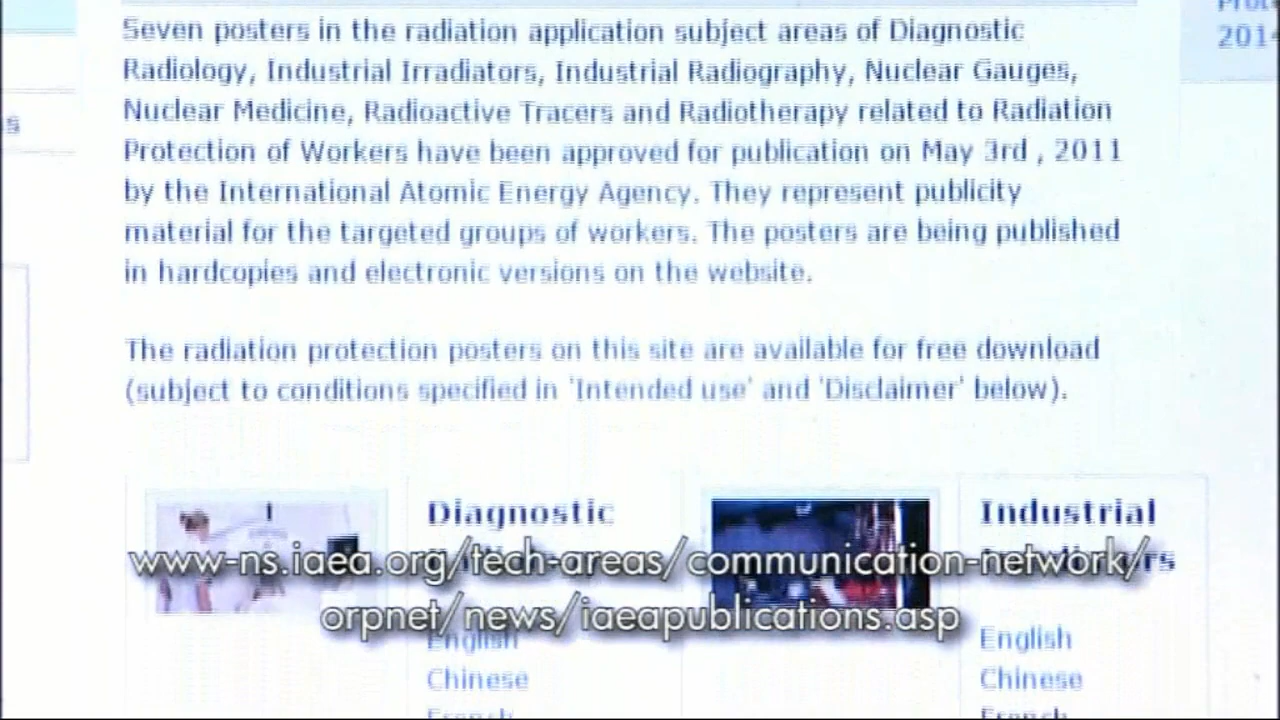 Seven posters in the radiation application subject areas of Diagnostic
Radiology, Industrial Irradiators, Industrial Radiography, Nuclear Gauges,
Nuclear Medicine, Radioactive Tracers and Radiotherapy related to Radiation
Protection of Workers have been approved for publication on May 3rd , 2011
by the International Atomic Energy Agency. They represent publicity
material for the targeted groups of workers. The posters are being published
in hardcopies and electronic versions on the website.
The radiation protection posters on this site are available for free download
(subject to conditions specified in 'Intended use' and 'Disclaimer' below).
Diagnostic
Industrial
www-ns.iaea.org/tech-areas/communication-network/
orpnet/news/iaeapublications.asp
English
English
Chinese
Chinese
French
French